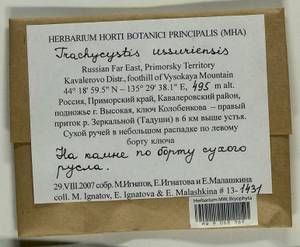 HERBARIUM HORTI BOTANICI PRINCIPALIS (MHA)
Trachycystis ussuriensis
Russian Far East, Primorsky Territory
Kavalerovo Distr., foothill of Vysokaya Mountain
44° 18' 59.5" N – 135° 29' 38.1" E, 495 m alt.
Россия, Приморский край, Кавалеровский район,
подножье г. Высокая, ключ Колобенкова – правый
приток р. Зеркальной (Тадуши) в 6 км выше устья.
Сухой ручей в небольшом распадке по левому
борту ключа
На камне по борту сухого
русла.
29.VIII.2007 собр. М.Игнатов, Е.Игнатова и Е.Малашкина
coll. M. Ignatov, E. Ignatova & E. Malashkina # 13-1431
Herbarium MW, Bryophyta